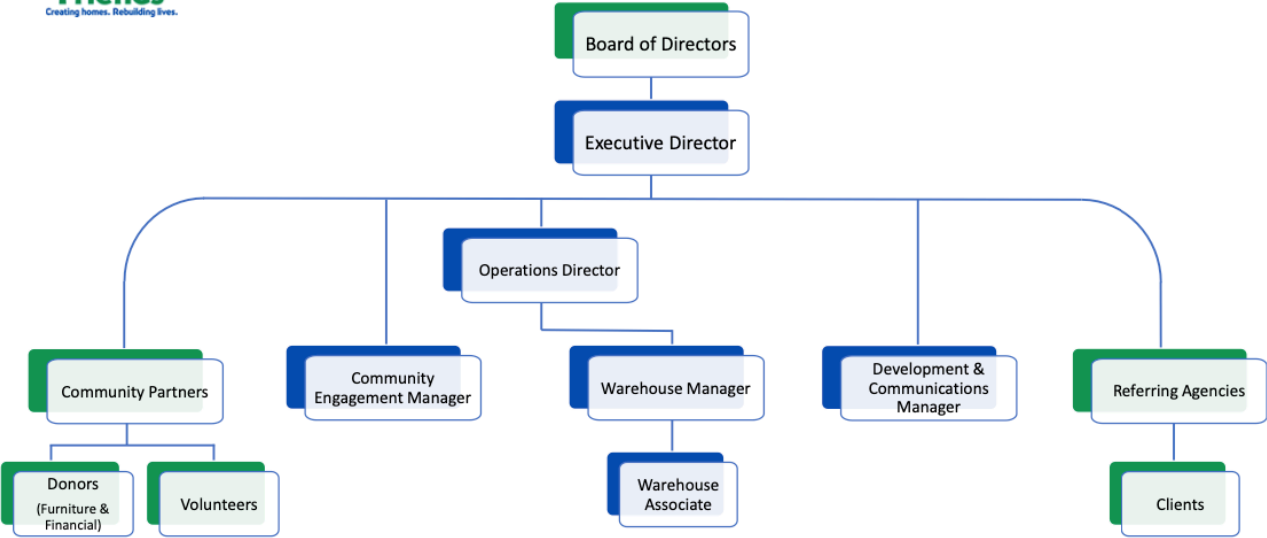 Creating homes. Rebuilding lives.
Board of Directors
Executive Director
Operations Director
Community Partners
Community
Engagement Manager
Warehouse Manager
Development &
Communications
Manager
Referring Agencies
Donors
(Furniture &
Financial)
Volunteers
Warehouse
Associate
Clients